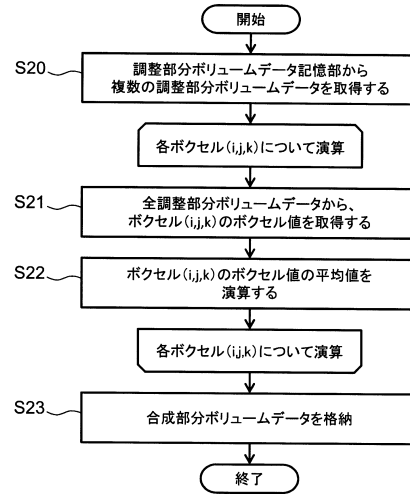 開始
S20
調整部分ボリュームデータ記憶部から
複数の調整部分ボリュームデータを取得する
各ボクセル(i,j,k)について演算
S21
全調整部分ボリュームデータから、
ボクセル(i,j,k)のボクセル値を取得する
S22
ボクセル(i,j,k)のボクセル値の平均値を
演算する
各ボクセル(i,j,k)について演算
S23
合成部分ボリュームデータを格納
終了